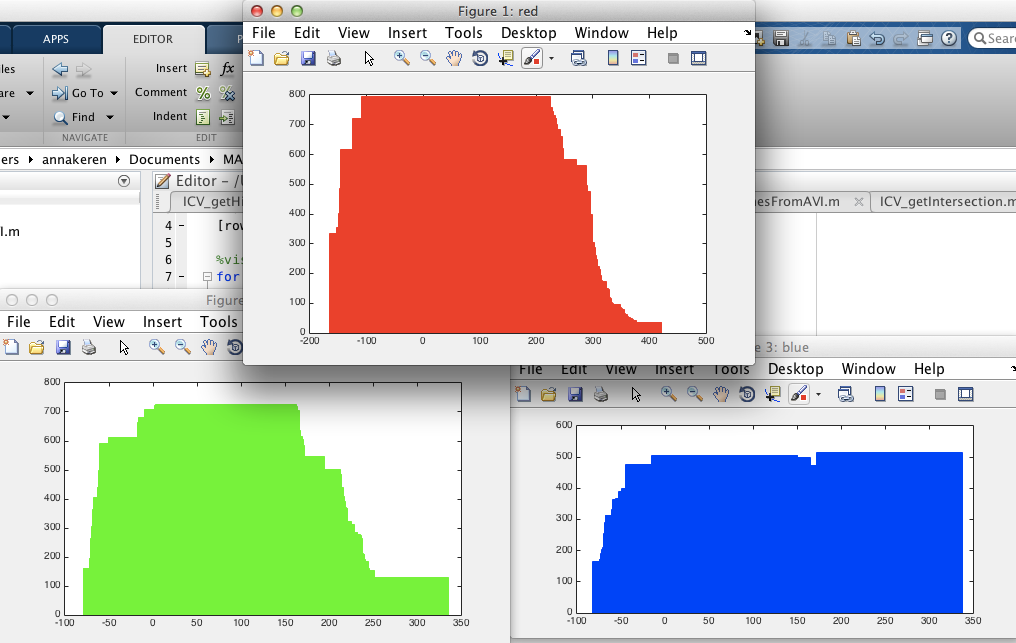 Figure 1: red
APPS EDITOR P
File Edit View Insert Tools Desktop Window Help
Insert fx
Comment % %
Indent
Go To
Find
NAVIGATE EDIT
les
are
ers annakeren Documents MA
Editor - /U
ICV_getHi nesFromAVI.m ICV_getIntersection.m
I.m
4 - [row
5
6 %vis
7 - for
800
700
600
500
400
300
200
100
0
-200 -100 0 100 200 300 400 500
Figure
File Edit View Insert Tools
800
700
600
500
400
300
200
100
0
-100 -50 0 50 100 150 200 250 300 350
e 3: blue
File Edit View Insert Tools Desktop Window Help
600
500
400
300
200
100
0
-100 -50 0 50 100 150 200 250 300 350
Sear